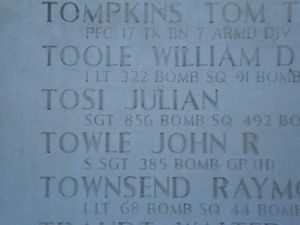 TOMPKINS TOM T
PFC 17 TK BN 7 ARMD DIV
TOOLE WILLIAM D
1 LT 322 BOMB SQ 91 BOMB
TOSI JULIAN
SGT 856 BOMB SQ 492 BO
TOWLE JOHN R
S SGT 385 BOMB GP (H)
TOWNSEND RAYMO
1 LT 68 BOMB SQ 44 BOMB